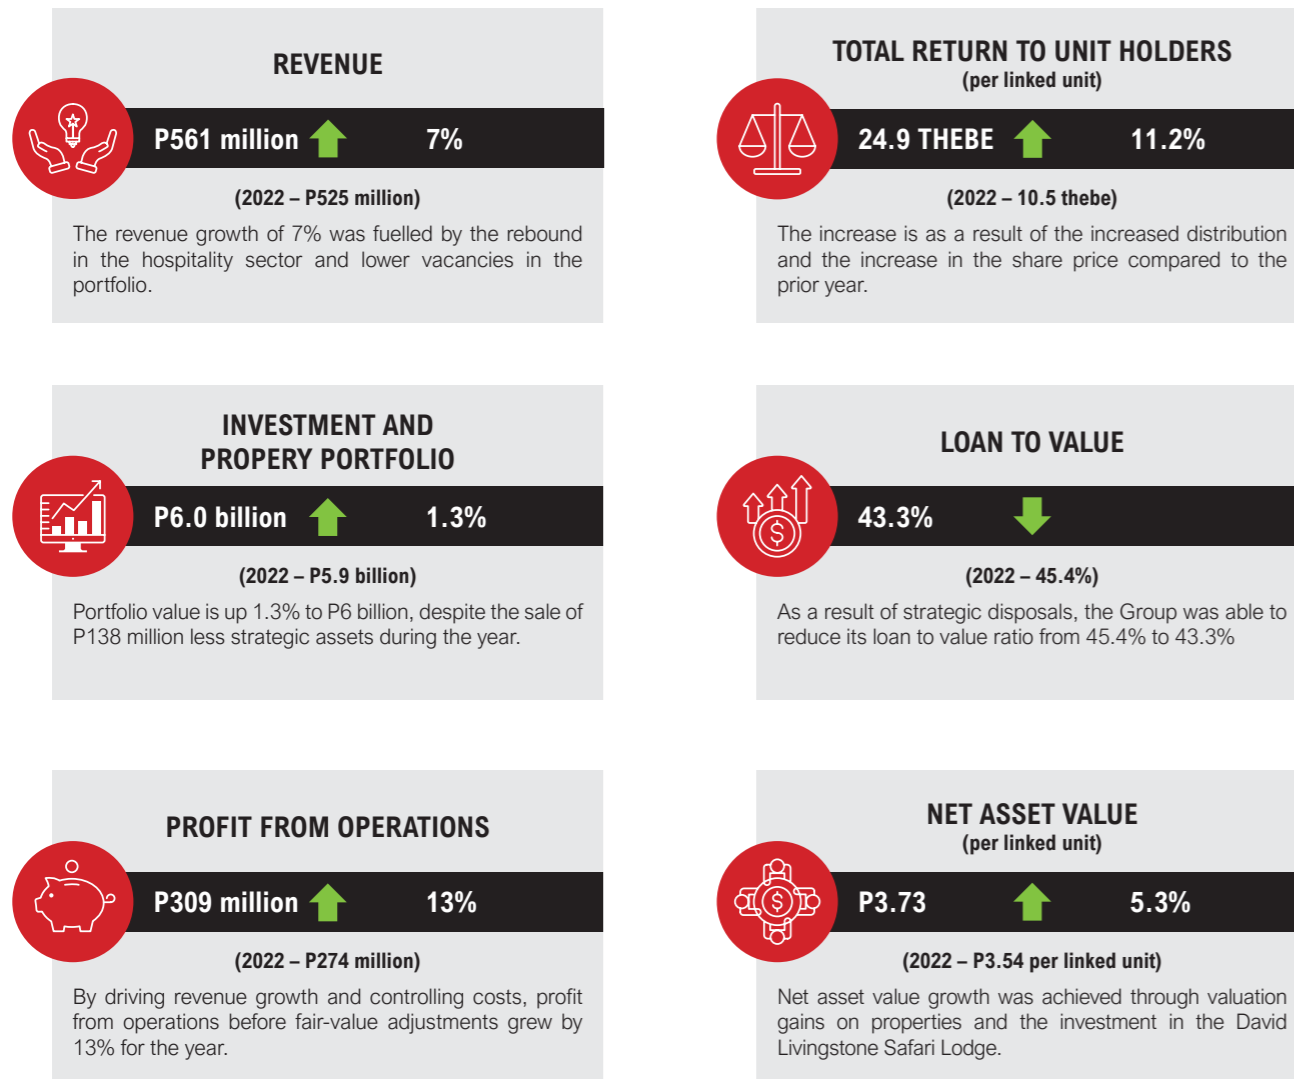 REVENUE
P561 million 7%
(2022 – P525 million)
The revenue growth of 7% was fuelled by the rebound
in the hospitality sector and lower vacancies in the
portfolio.
TOTAL RETURN TO UNIT HOLDERS
(per linked unit)
24.9 THEBE 11.2%
(2022 – 10.5 thebe)
The increase is as a result of the increased distribution
and the increase in the share price compared to the
prior year.
INVESTMENT AND
PROPERY PORTFOLIO
P6.0 billion 1.3%
(2022 – P5.9 billion)
Portfolio value is up 1.3% to P6 billion, despite the sale of
P138 million less strategic assets during the year.
LOAN TO VALUE
43.3%
(2022 – 45.4%)
As a result of strategic disposals, the Group was able to
reduce its loan to value ratio from 45.4% to 43.3%
PROFIT FROM OPERATIONS
P309 million 13%
(2022 – P274 million)
By driving revenue growth and controlling costs, profit
from operations before fair-value adjustments grew by
13% for the year.
NET ASSET VALUE
(per linked unit)
$
P3.73 5.3%
(2022 – P3.54 per linked unit)
Net asset value growth was achieved through valuation
gains on properties and the investment in the David
Livingstone Safari Lodge.